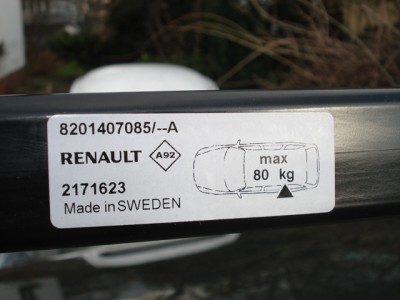 8201407085/--A
RENAULT A92
max
80 kg
2171623
Made in SWEDEN